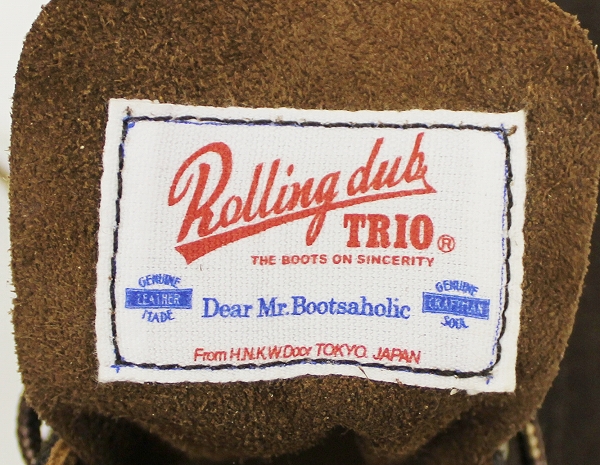 Rolling dub
TRIO®
THE BOOTS ON SINCERITY
GENUINE
LEATHER
MADE
Dear Mr.Bootsaholic
GENUINE
CRAFTMAN
SOUL
From H.N.K.W.Door TOKYO. JAPAN